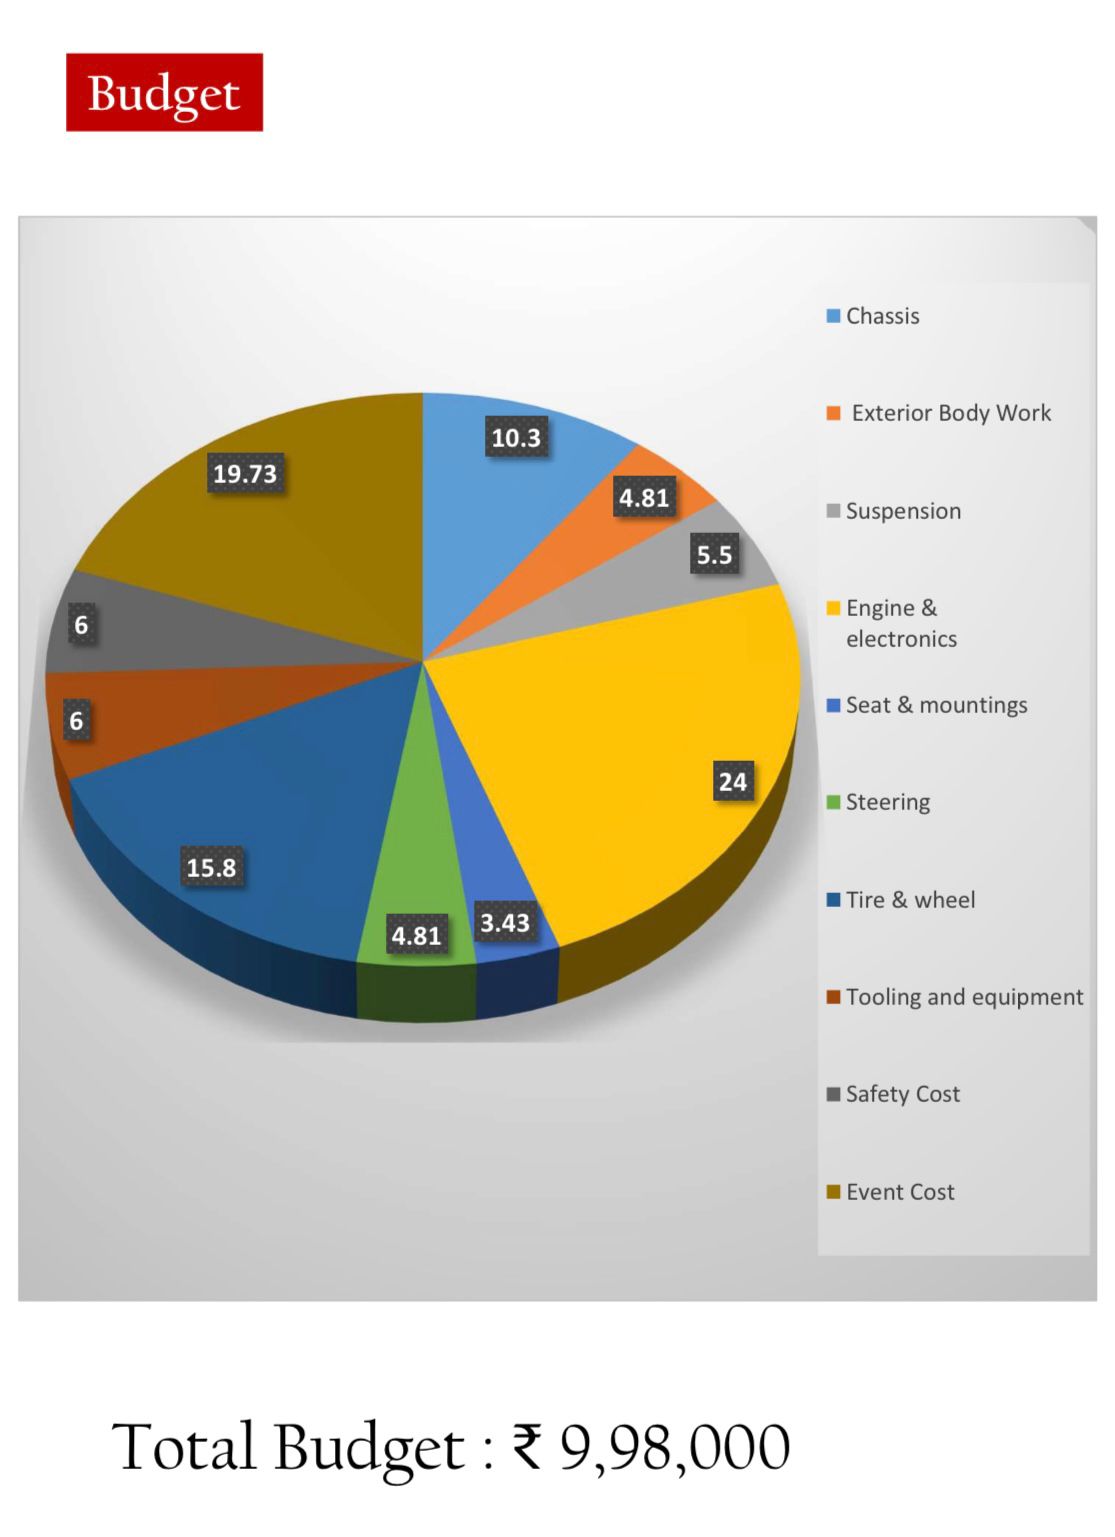 Budget
Chassis
10.3
Exterior Body Work
19.73
4.81
Suspension
5.5
Engine &
electronics
6
Seat & mountings
6
24
Steering
15.8
Tire & wheel
3.43
4.81
Tooling and equipment
Safety Cost
Event Cost
Total Budget : ₹ 9,98,000